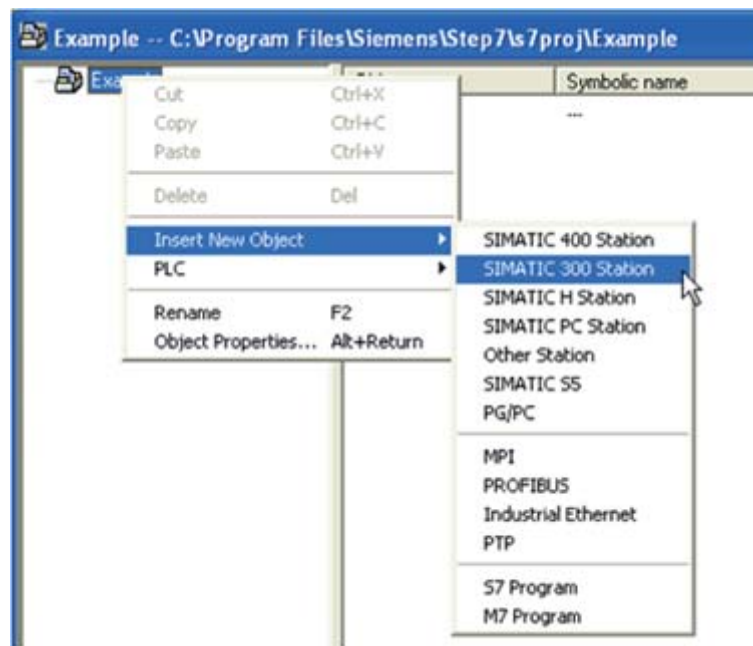 Example -- C:\Program Files\Siemens\Step7\s7proj\Example
Symbolic name
...
Cut Ctrl+X
Copy Ctrl+C
Paste Ctrl+V
Delete Del
Insert New Object
PLC
Rename F2
Object Properties... Alt+Return
SIMATIC 400 Station
SIMATIC 300 Station
SIMATIC H Station
SIMATIC PC Station
Other Station
SIMATIC S5
PG/PC
MPI
PROFIBUS
Industrial Ethernet
PTP
S7 Program
M7 Program